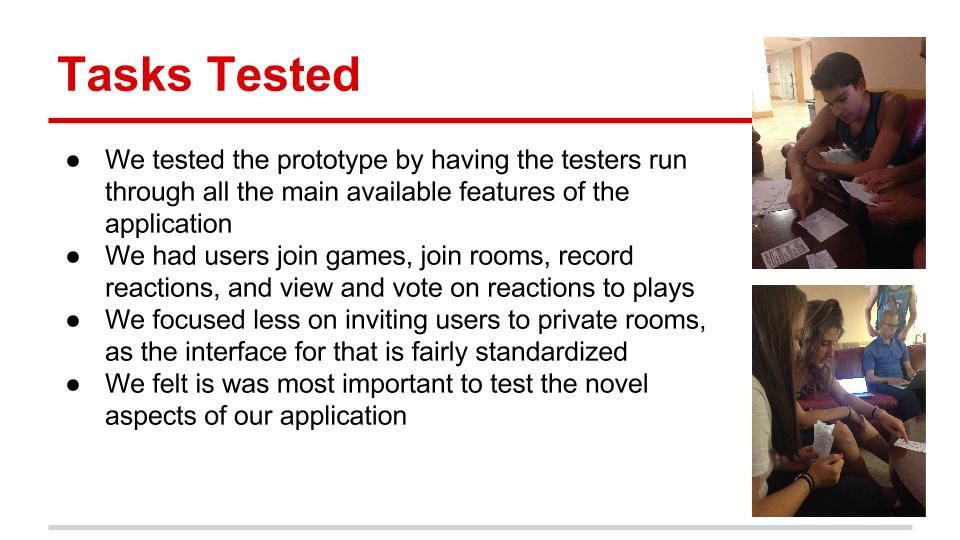 Tasks Tested
● We tested the prototype by having the testers run
through all the main available features of the
application
● We had users join games, join rooms, record
reactions, and view and vote on reactions to plays
● We focused less on inviting users to private rooms,
as the interface for that is fairly standardized
● We felt is was most important to test the novel
aspects of our application